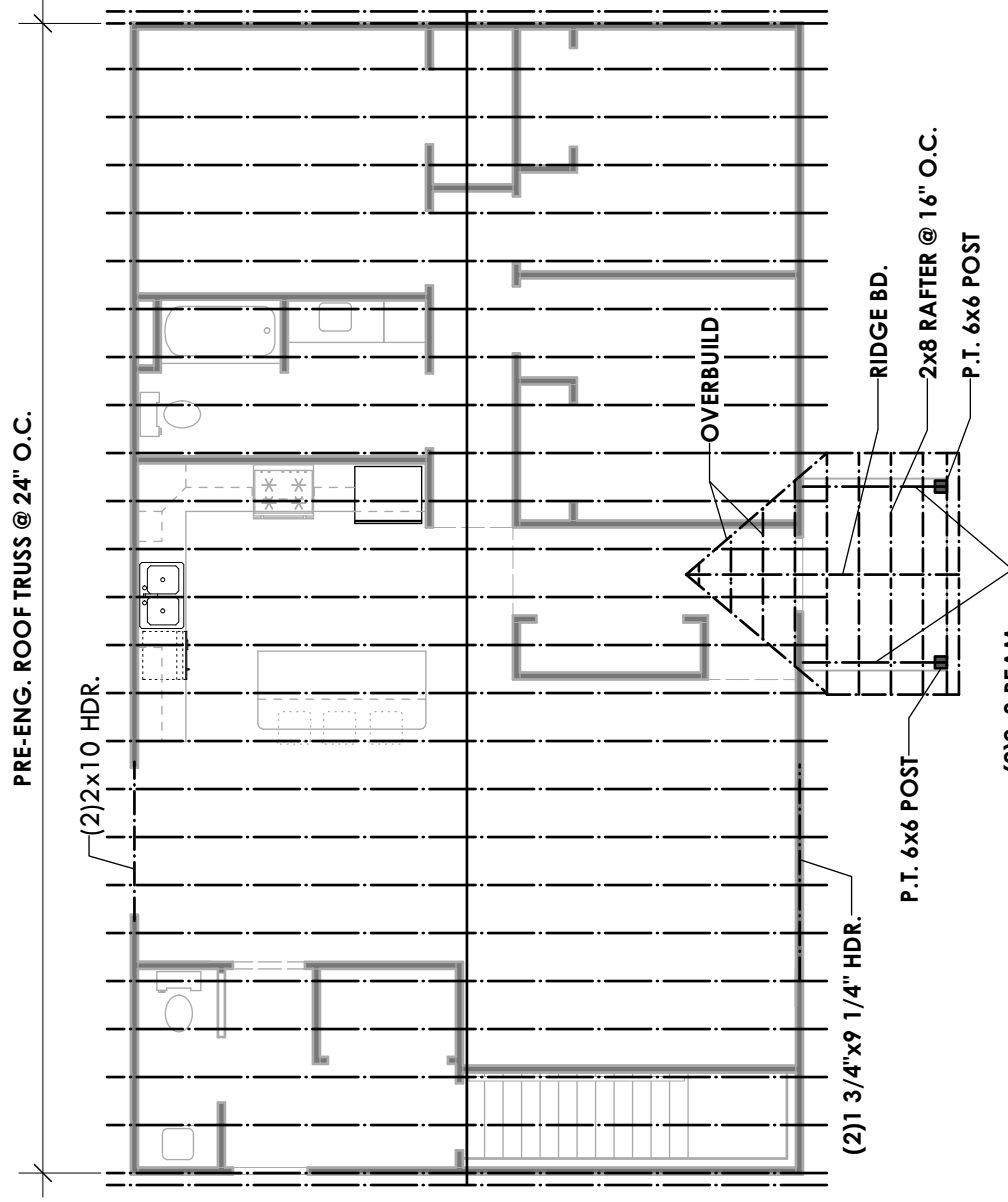 PRE-ENG. ROOF TRUSS @ 24" O.C.
(2)2x10 HDR.
OVERBUILD
RIDGE BD.
2x8 RAFTER @ 16" O.C.
P.T. 6x6 POST
P.T. 6x6 POST
(2)1 3/4"x9 1/4" HDR.